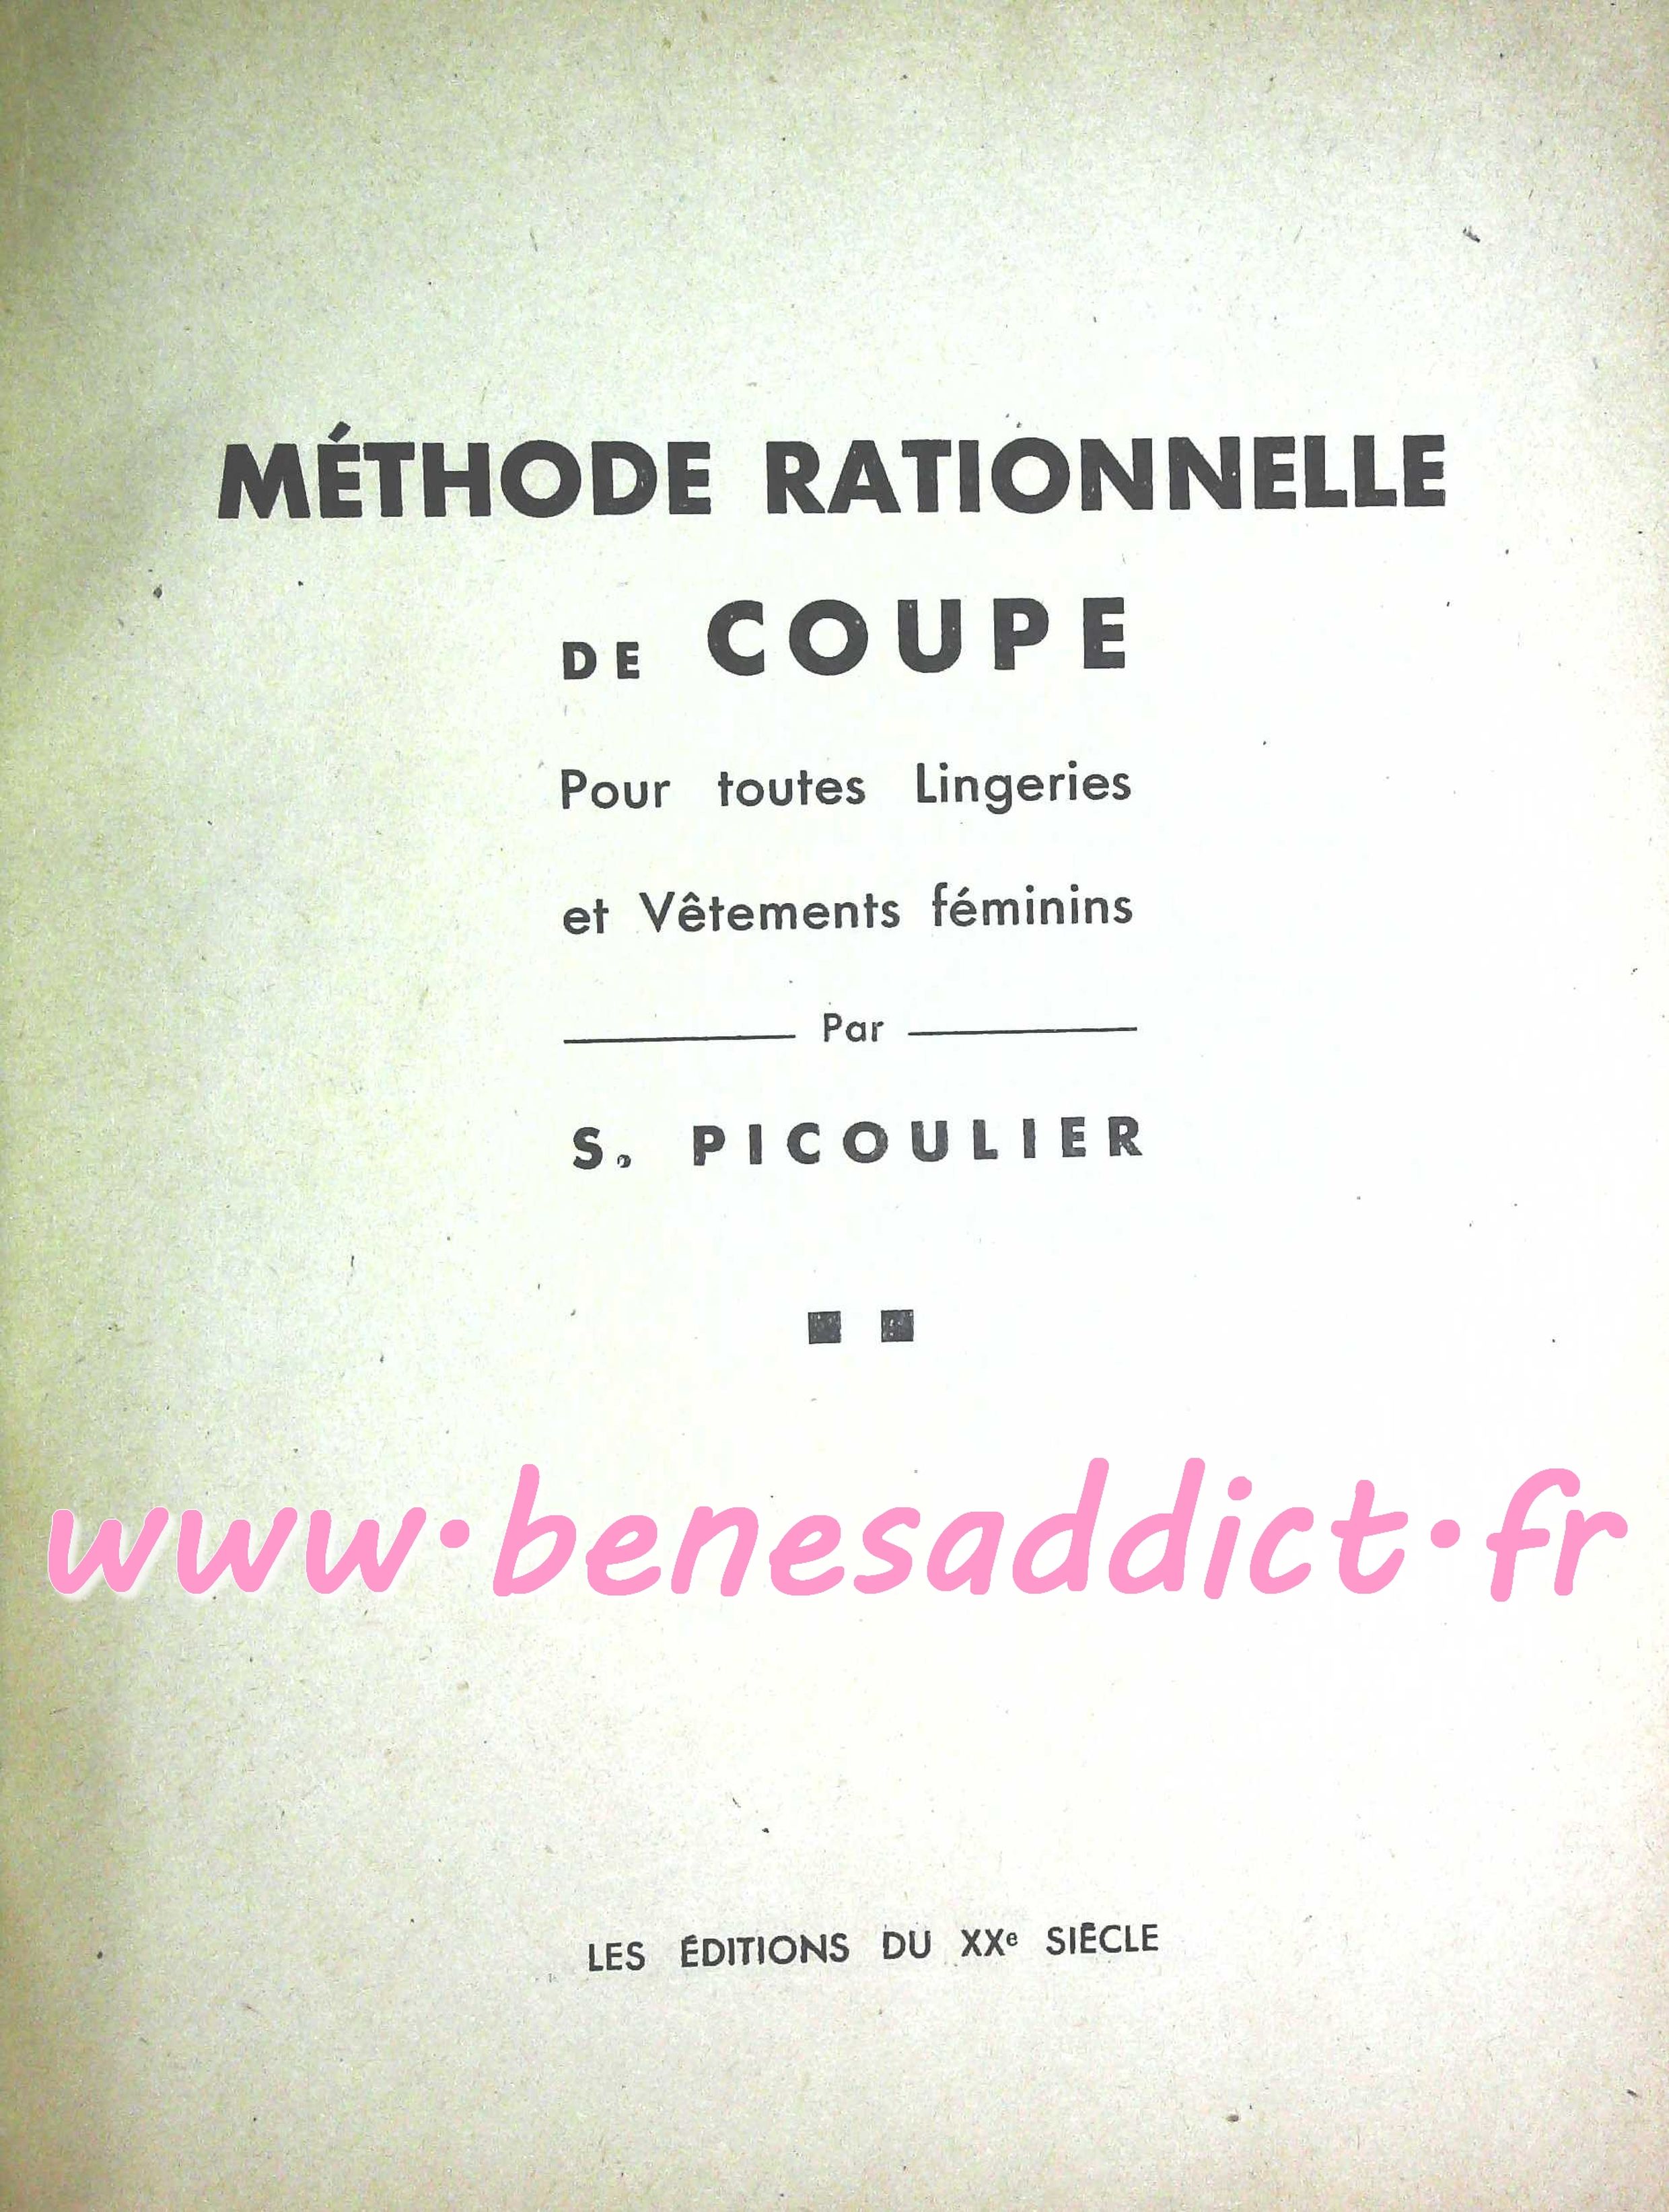 MÉTHODE RATIONNELLE
DE COUPE
Pour toutes Lingeries
et Vêtements féminins
Par
S. PICOULIER
www.benesaddict.fr
LES ÉDITIONS DU XXe SIÈCLE